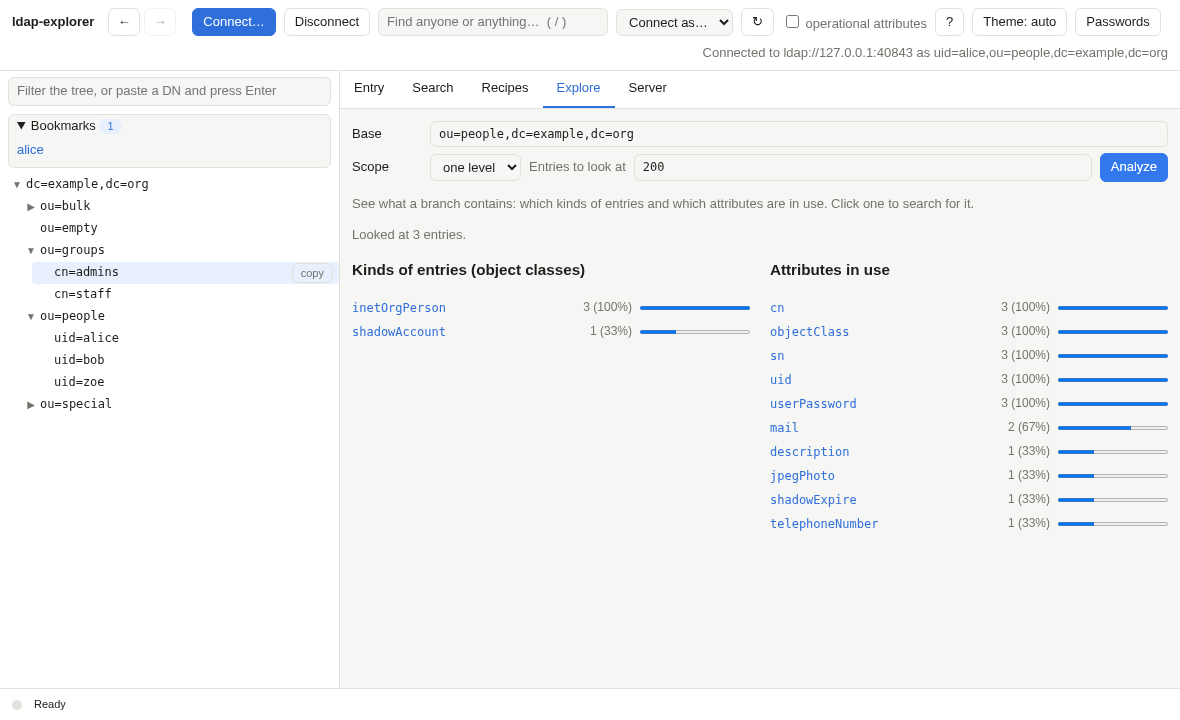 ldap-explorer ← → Connect… Disconnect Find anyone or anything… ( / ) Connect as… ↻ operational attributes ? Theme: auto Passwords
Connected to ldap://127.0.0.1:40843 as uid=alice,ou=people,dc=example,dc=org
Filter the tree, or paste a DN and press Enter
▼ Bookmarks 1
alice
▼ dc=example,dc=org
▶ ou=bulk
ou=empty
▼ ou=groups
cn=admins copy
cn=staff
▼ ou=people
uid=alice
uid=bob
uid=zoe
▶ ou=special
Entry Search Recipes Explore Server
Base ou=people,dc=example,dc=org
Scope one level Entries to look at 200 Analyze
See what a branch contains: which kinds of entries and which attributes are in use. Click one to search for it.
Looked at 3 entries.
Kinds of entries (object classes)
inetOrgPerson 3 (100%)
shadowAccount 1 (33%)
Attributes in use
cn 3 (100%)
objectClass 3 (100%)
sn 3 (100%)
uid 3 (100%)
userPassword 3 (100%)
mail 2 (67%)
description 1 (33%)
jpegPhoto 1 (33%)
shadowExpire 1 (33%)
telephoneNumber 1 (33%)
Ready